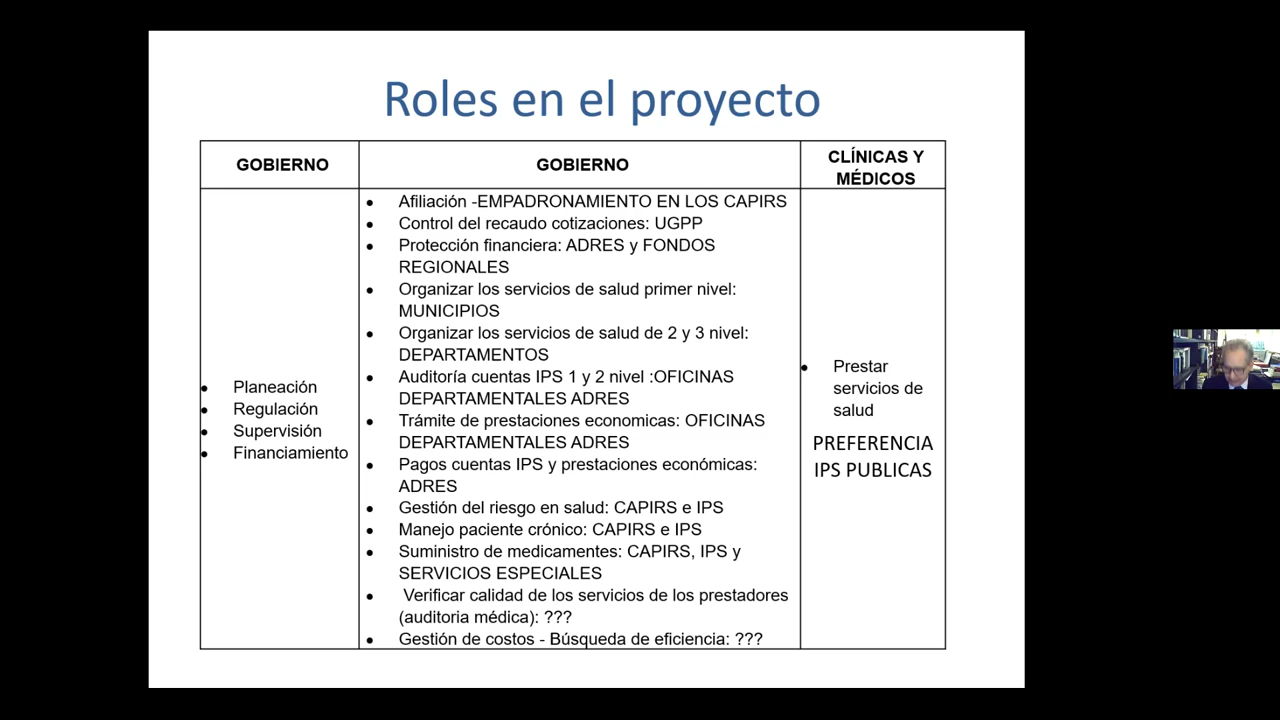 Roles en el proyecto
GOBIERNO
GOBIERNO
CLÍNICAS Y
MÉDICOS
Planeación
Regulación
Supervisión
Financiamiento
Afiliación -EMPADRONAMIENTO EN LOS CAPIRS
Control del recaudo cotizaciones: UGPP
Protección financiera: ADRES y FONDOS
REGIONALES
Organizar los servicios de salud primer nivel:
MUNICIPIOS
Organizar los servicios de salud de 2 y 3 nivel:
DEPARTAMENTOS
Auditoría cuentas IPS 1 y 2 nivel :OFICINAS
DEPARTAMENTALES ADRES
Trámite de prestaciones economicas: OFICINAS
DEPARTAMENTALES ADRES
Pagos cuentas IPS y prestaciones económicas:
ADRES
Gestión del riesgo en salud: CAPIRS e IPS
Manejo paciente crónico: CAPIRS e IPS
Suministro de medicamentes: CAPIRS, IPS y
SERVICIOS ESPECIALES
Verificar calidad de los servicios de los prestadores
(auditoria médica): ???
Gestión de costos - Búsqueda de eficiencia: ???
Prestar
servicios de
salud
PREFERENCIA
IPS PUBLICAS